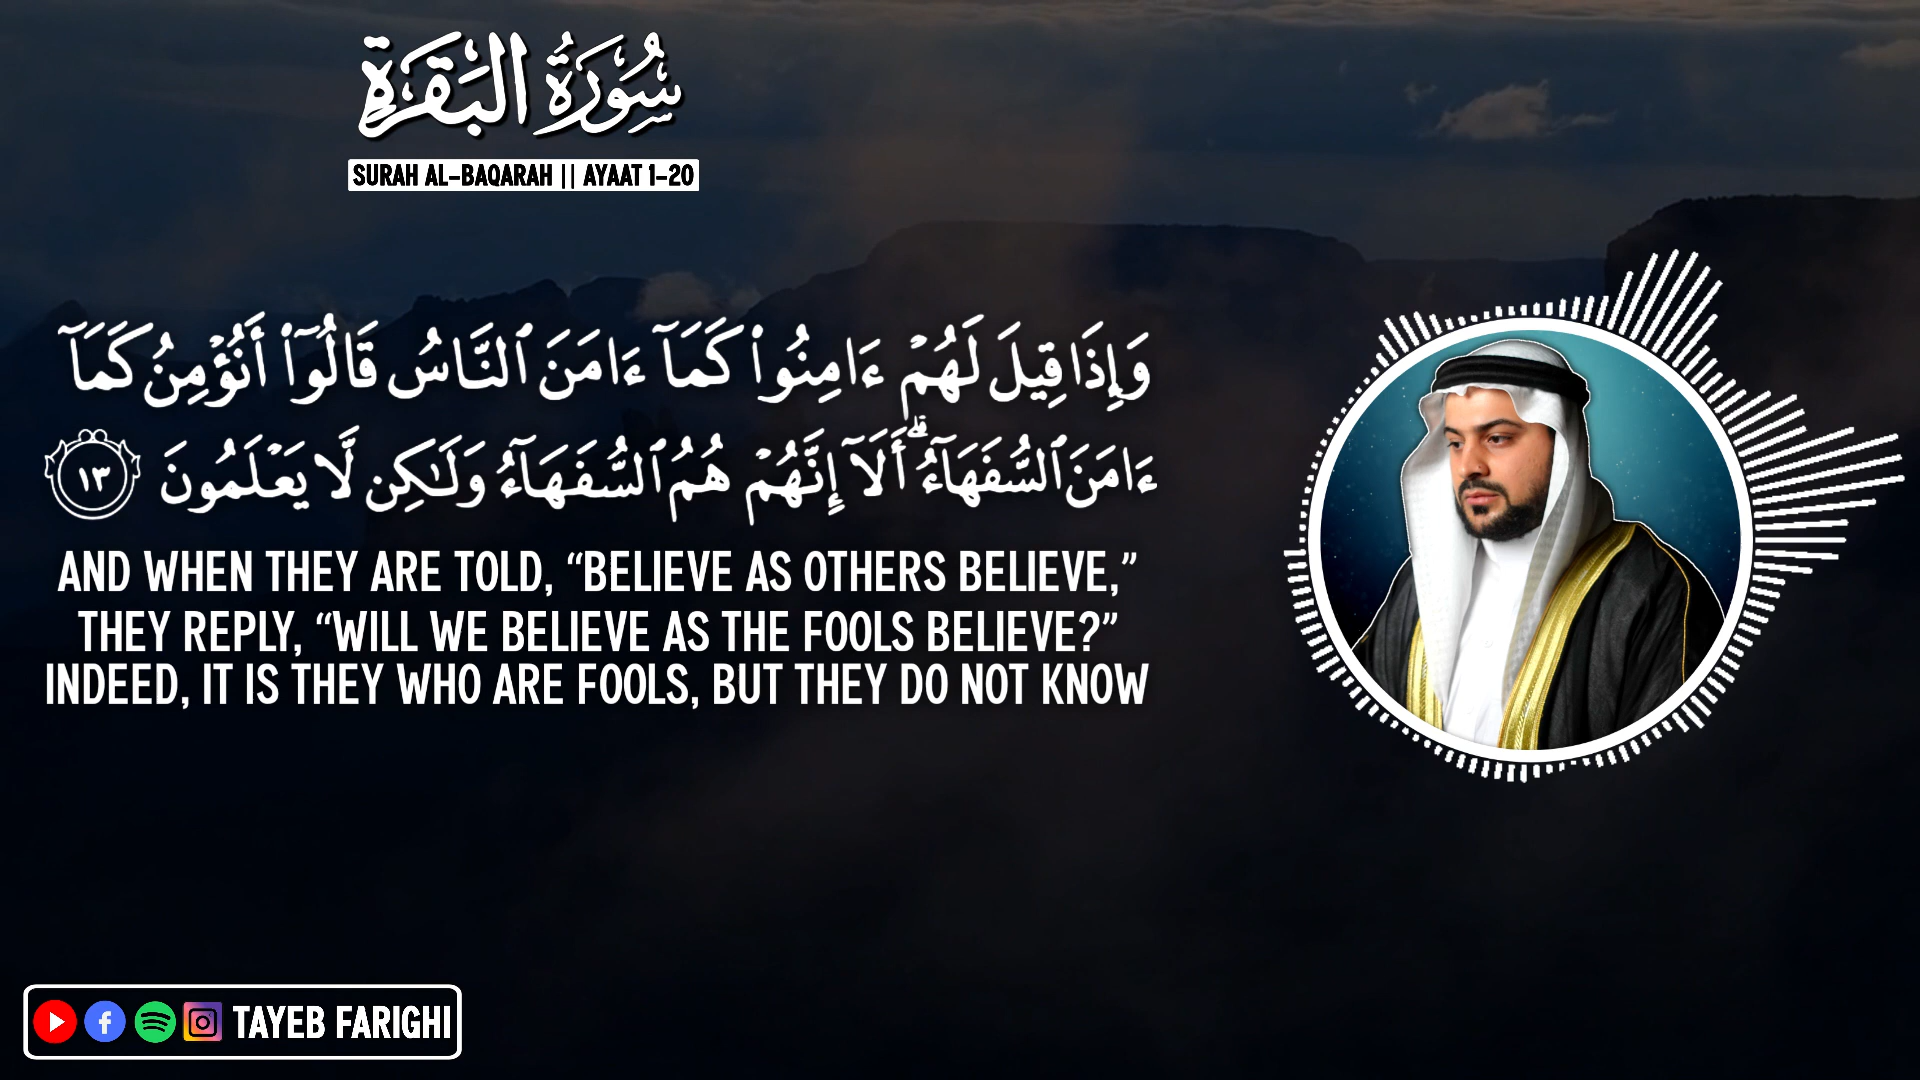 سُورَةُ البَقَرَةِ
SURAH AL-BAQARAH || AYAAT 1-20
وَإِذَا قِيلَ لَهُمۡ ءَامِنُواْ كَمَآ ءَامَنَ ٱلنَّاسُ قَالُوٓاْ أَنُؤۡمِنُ كَمَآ
ءَامَنَ ٱلسُّفَهَآءُۗ أَلَآ إِنَّهُمۡ هُمُ ٱلسُّفَهَآءُ وَلَٰكِن لَّا يَعۡلَمُونَ ١٣
AND WHEN THEY ARE TOLD, “BELIEVE AS OTHERS BELIEVE,”
THEY REPLY, “WILL WE BELIEVE AS THE FOOLS BELIEVE?”
INDEED, IT IS THEY WHO ARE FOOLS, BUT THEY DO NOT KNOW
TAYEB FARIGHI